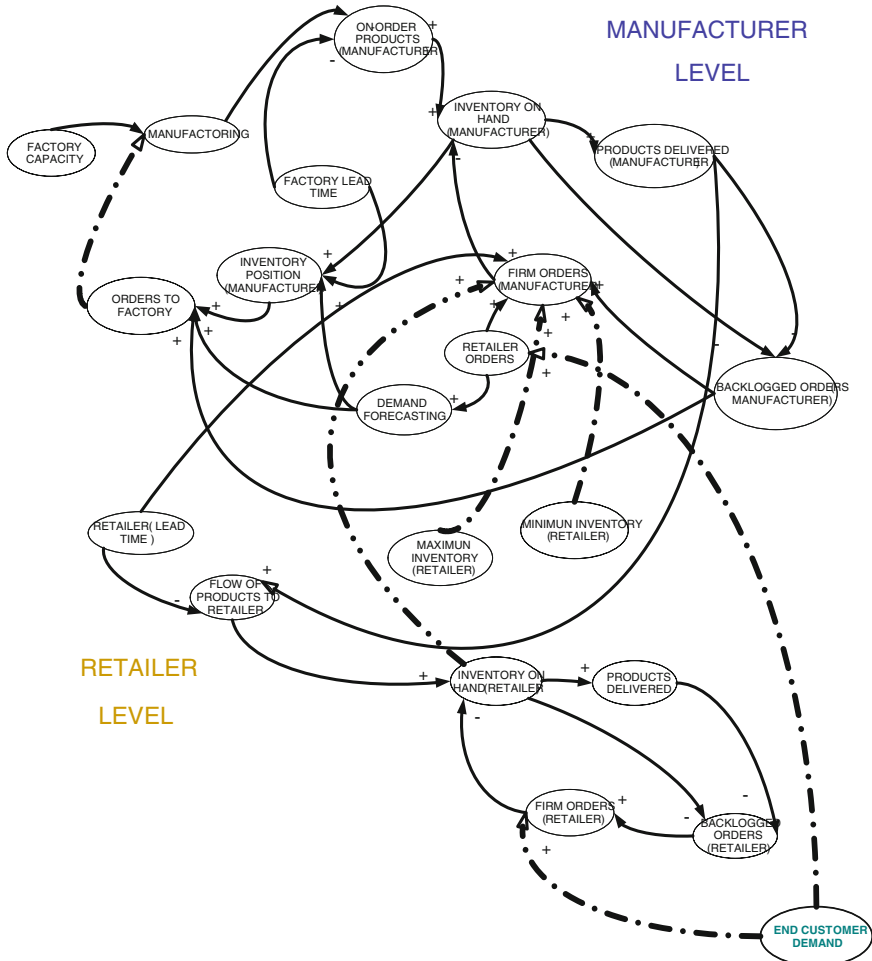 MANUFACTURER
LEVEL
ON-ORDER
PRODUCTS
(MANUFACTURER
+
-
+
INVENTORY ON
HAND
(MANUFACTURER)
+
PRODUCTS DELIVERED
(MANUFACTURER)
MANUFACTORING
FACTORY
CAPACITY
-
FACTORY LEAD
TIME
+
+
INVENTORY
POSITION
(MANUFACTURER
FIRM ORDERS
(MANUFACTURER)
+
+
ORDERS TO
FACTORY
+
+
+
+
+
+
+
+
RETAILER
ORDERS
+
-
-
BACKLOGGED ORDERS
MANUFACTURER)
DEMAND
FORECASTING
+
RETAILER( LEAD
TIME )
MAXIMUN
INVENTORY
(RETAILER)
MINIMUN INVENTORY
(RETAILER)
+
-
FLOW OF
PRODUCTS TO
RETAILER
RETAILER
LEVEL
+
INVENTORY ON
HAND(RETAILER
+
PRODUCTS
DELIVERED
-
-
FIRM ORDERS
(RETAILER)
+
-
BACKLOGGED
ORDERS
(RETAILER)
+
END CUSTOMER
DEMAND